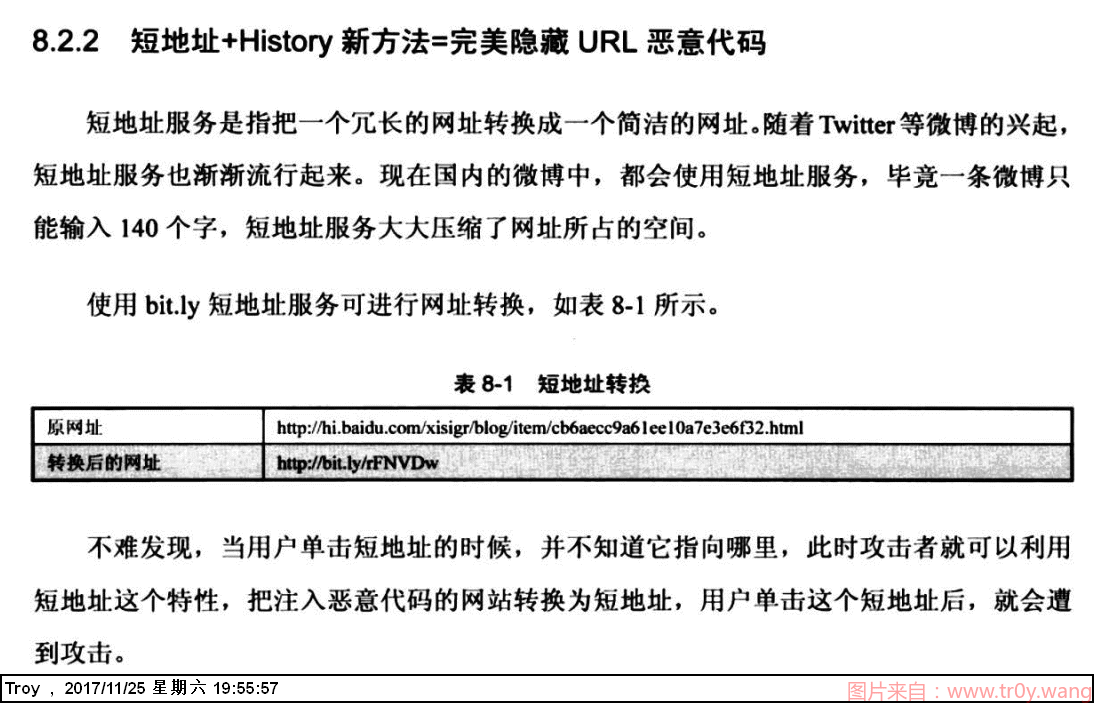 8.2.2 短地址+History 新方法=完美隐藏 URL 恶意代码
短地址服务是指把一个冗长的网址转换成一个简洁的网址。随着 Twitter 等微博的兴起，
短地址服务也渐渐流行起来。现在国内的微博中，都会使用短地址服务，毕竟一条微博只
能输入 140 个字，短地址服务大大压缩了网址所占的空间。
使用 bit.ly 短地址服务可进行网址转换，如表 8-1 所示。
表 8-1 短地址转换
原网址 http://hi.baidu.com/xisigr/blog/item/cb6aecc9a61ee10a7e3e6f32.html
转换后的网址 http://bit.ly/rFNVDw
不难发现，当用户单击短地址的时候，并不知道它指向哪里，此时攻击者就可以利用
短地址这个特性，把注入恶意代码的网站转换为短地址，用户单击这个短地址后，就会遭
到攻击。
Troy , 2017/11/25 星期六 19:55:57
图片来自：www.tr0y.wang